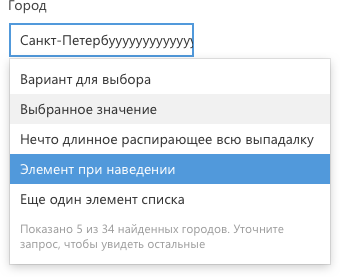 Город
Санкт-Петербуууууууууууууу
Вариант для выбора
Выбранное значение
Нечто длинное распирающее всю выпадалку
Элемент при наведении
Еще один элемент списка
Показано 5 из 34 найденных городов. Уточните
запрос, чтобы увидеть остальные